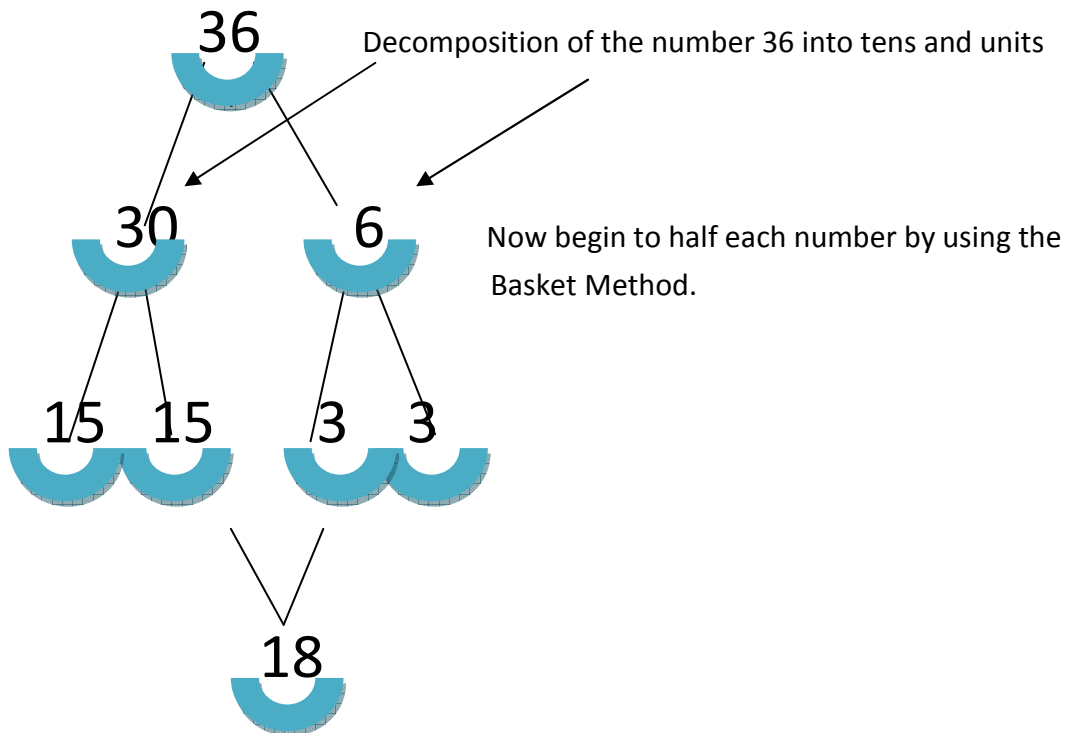 36
Decomposition of the number 36 into tens and units
30
6
Now begin to half each number by using the
Basket Method.
15 15 3 3
18